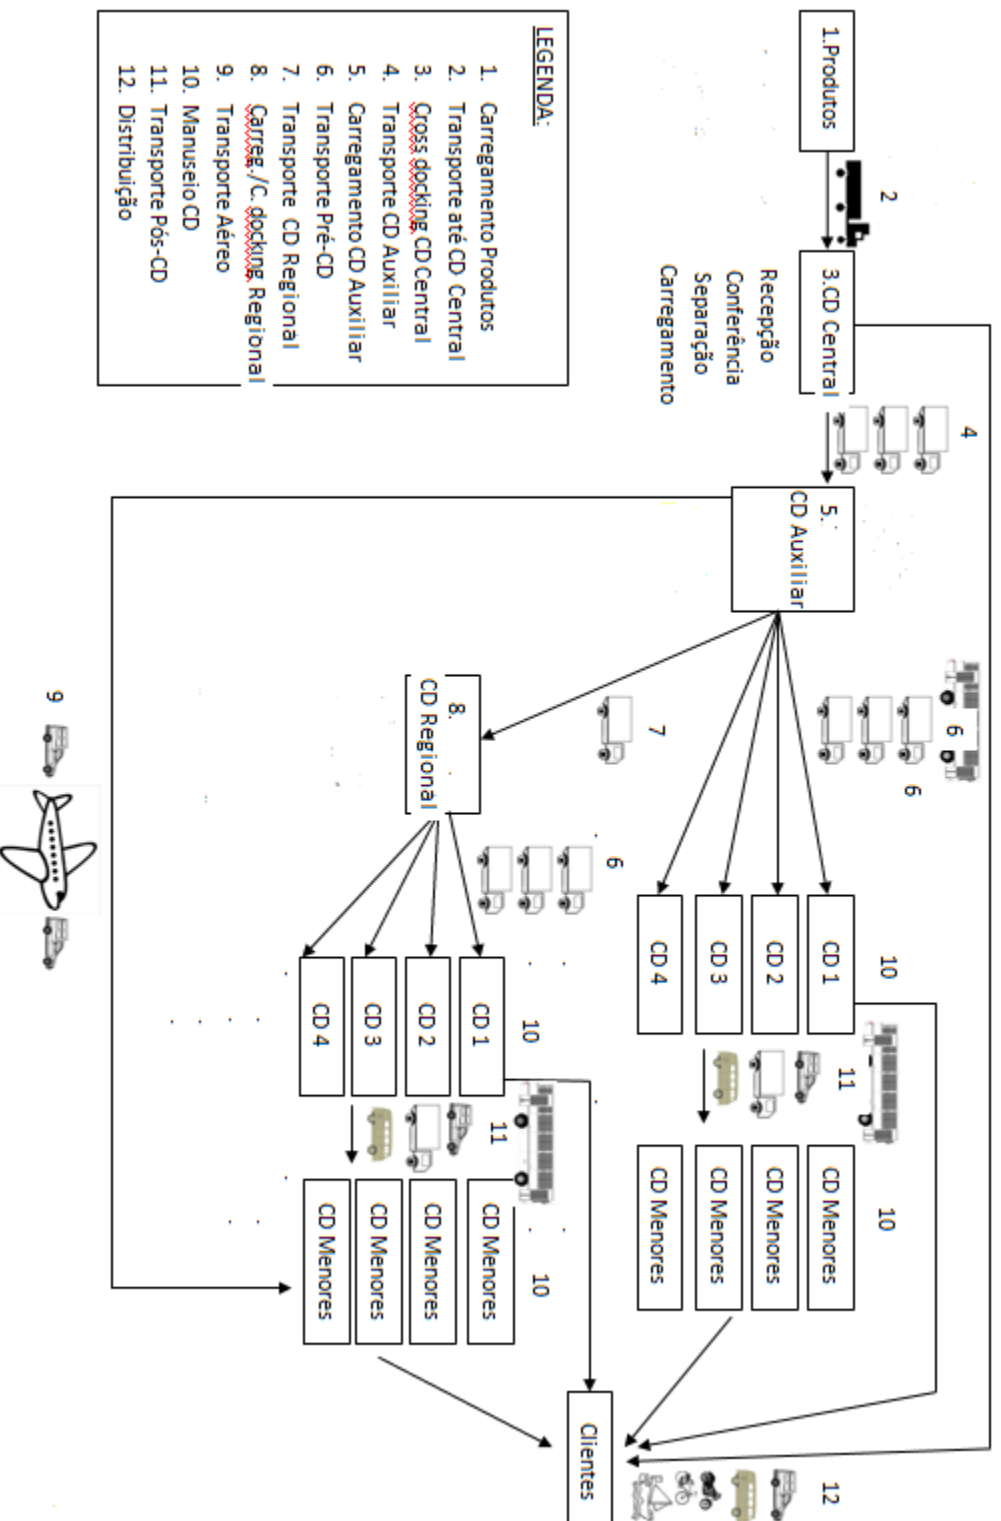 1.Produtos
2
3.CD Central
Recepção
Conferência
Separação
Carregamento
4
5.
CD Auxiliar
6
6
7
8.
CD Regional
6
9
10
CD 1
CD 2
CD 3
CD 4
11
10
CD Menores
CD Menores
CD Menores
CD Menores
10
CD 1
CD 2
CD 3
CD 4
11
10
CD Menores
CD Menores
CD Menores
CD Menores
Clientes
12
LEGENDA:
1. Carregamento Produtos
2. Transporte até CD Central
3. Cross docking CD Central
4. Transporte CD Auxiliar
5. Carregamento CD Auxiliar
6. Transporte Pré-CD
7. Transporte CD Regional
8. Carreg./C. docking Regional
9. Transporte Aéreo
10. Manuseio CD
11. Transporte Pós-CD
12. Distribuição